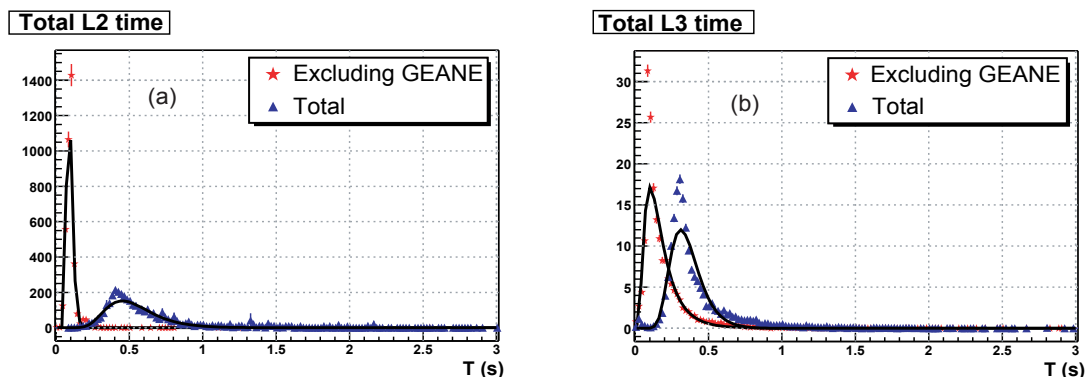 Total L2 time
1400
1200
1000
800
600
400
200
0
0 0.5 1 1.5 2 2.5 3
T (s)
(a)
Excluding GEANE
Total
Total L3 time
30
25
20
15
10
5
0
0 0.5 1 1.5 2 2.5 3
T (s)
(b)
Excluding GEANE
Total